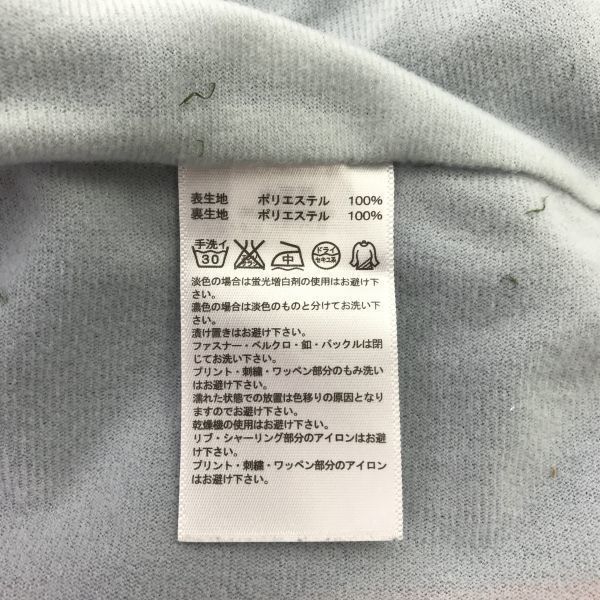 表生地 ポリエステル 100%
裏生地 ポリエステル 100%
手洗イ 30 中 ドライ セキユ系
淡色の場合は蛍光増白剤の使用はお避け下
さい。
濃色の場合は淡色のものと分けてお洗い下
さい。
漬け置きはお避け下さい。
ファスナー・ベルクロ・釦・バックルは閉
じてお洗い下さい。
プリント・刺繍・ワッペン部分のもみ洗い
はお避け下さい。
濡れた状態での放置は色移りの原因となり
ますのでお避け下さい。
乾燥機の使用はお避け下さい。
リブ・シャーリング部分のアイロンはお避
け下さい。
プリント・刺繍・ワッペン部分のアイロン
はお避け下さい。